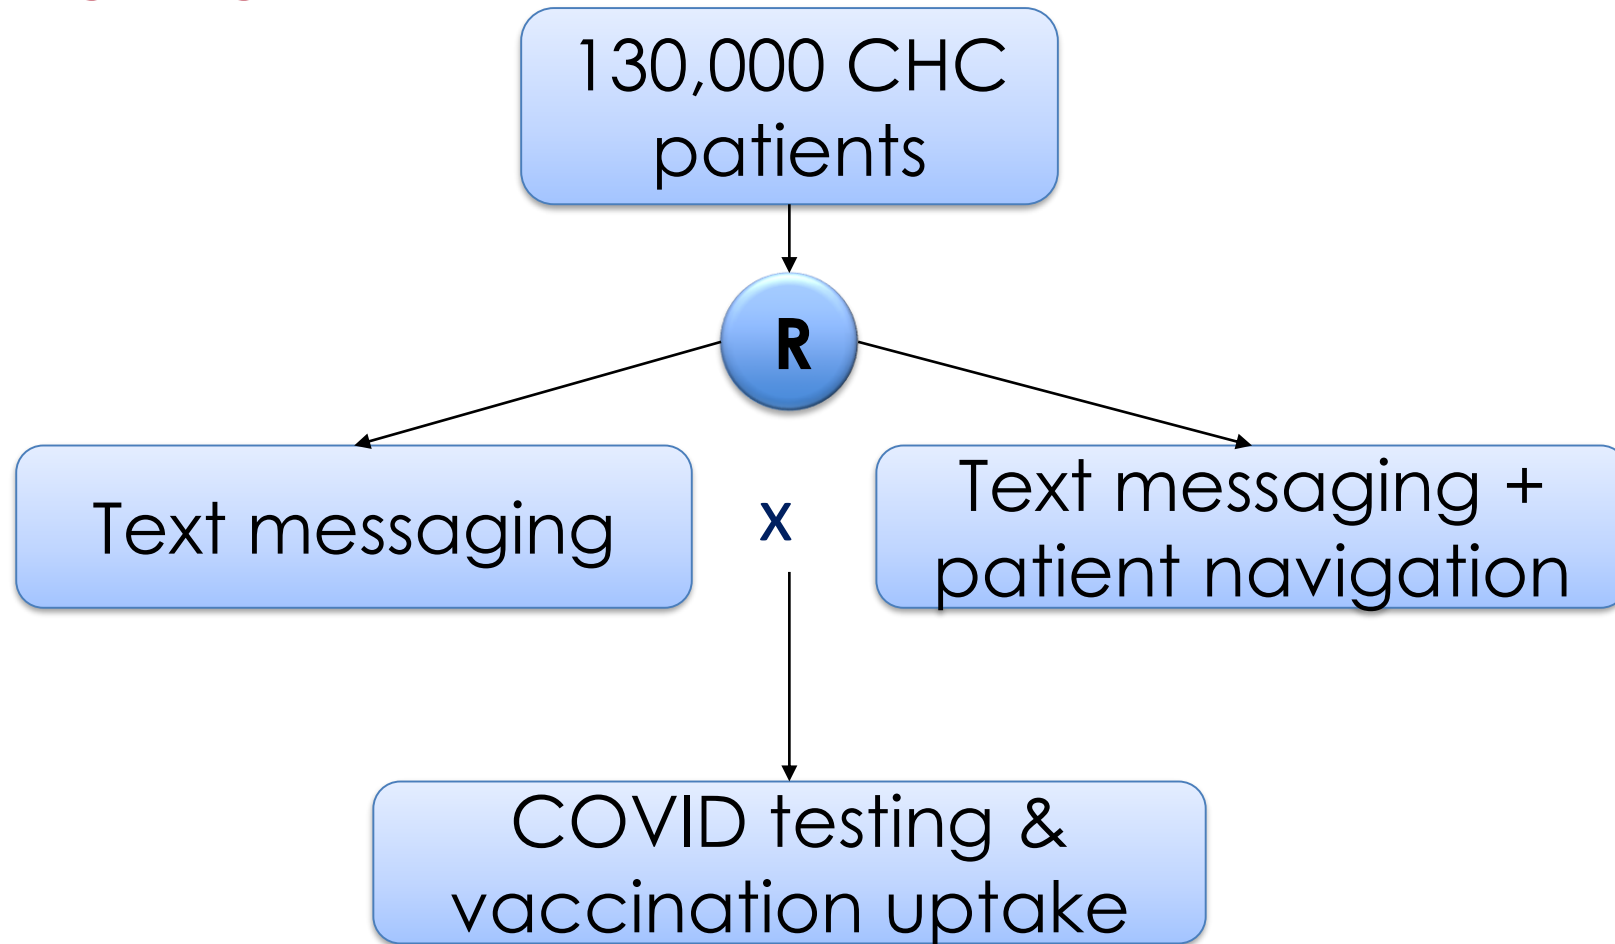 130,000 CHC
patients
R
Text messaging
x
Text messaging +
patient navigation
COVID testing &
vaccination uptake